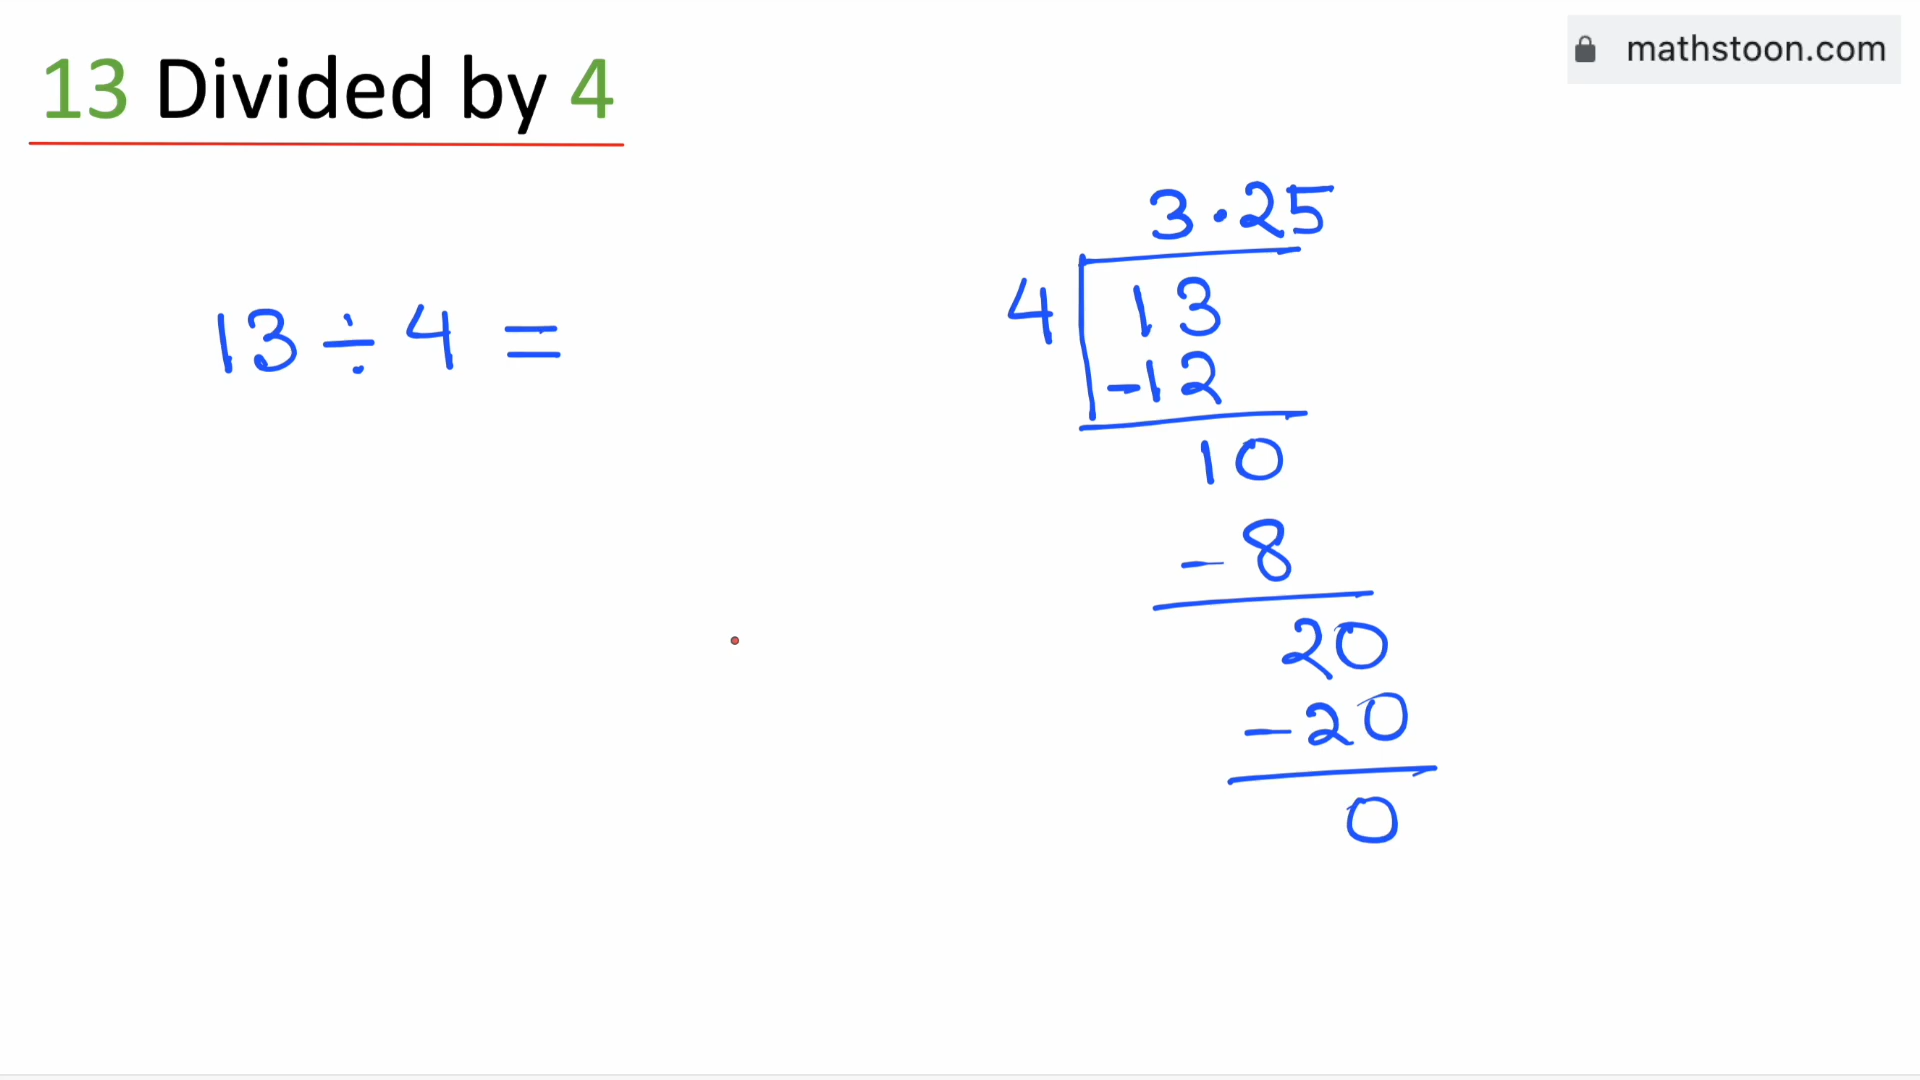 13 Divided by 4
mathstoon.com
13 ÷ 4 =
3.25
4 13
-12
10
- 8
20
- 20
0